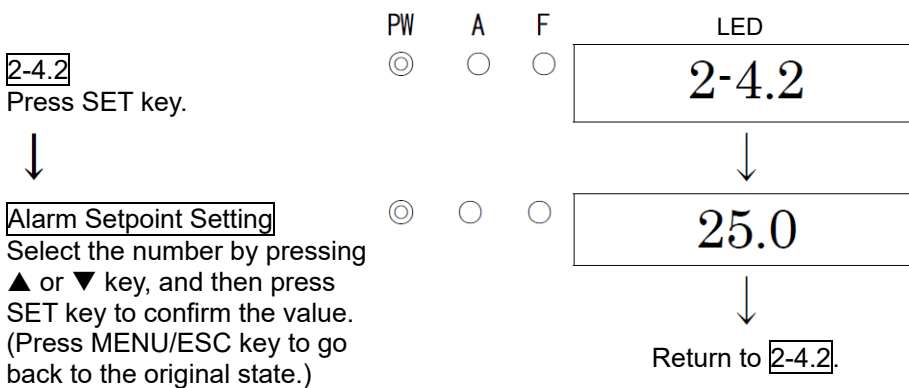 PW A F LED
2-4.2
Press SET key.
2-4.2
↓
↓
Alarm Setpoint Setting
Select the number by pressing
▲ or ▼ key, and then press
SET key to confirm the value.
(Press MENU/ESC key to go
back to the original state.)
25.0
↓
Return to 2-4.2.